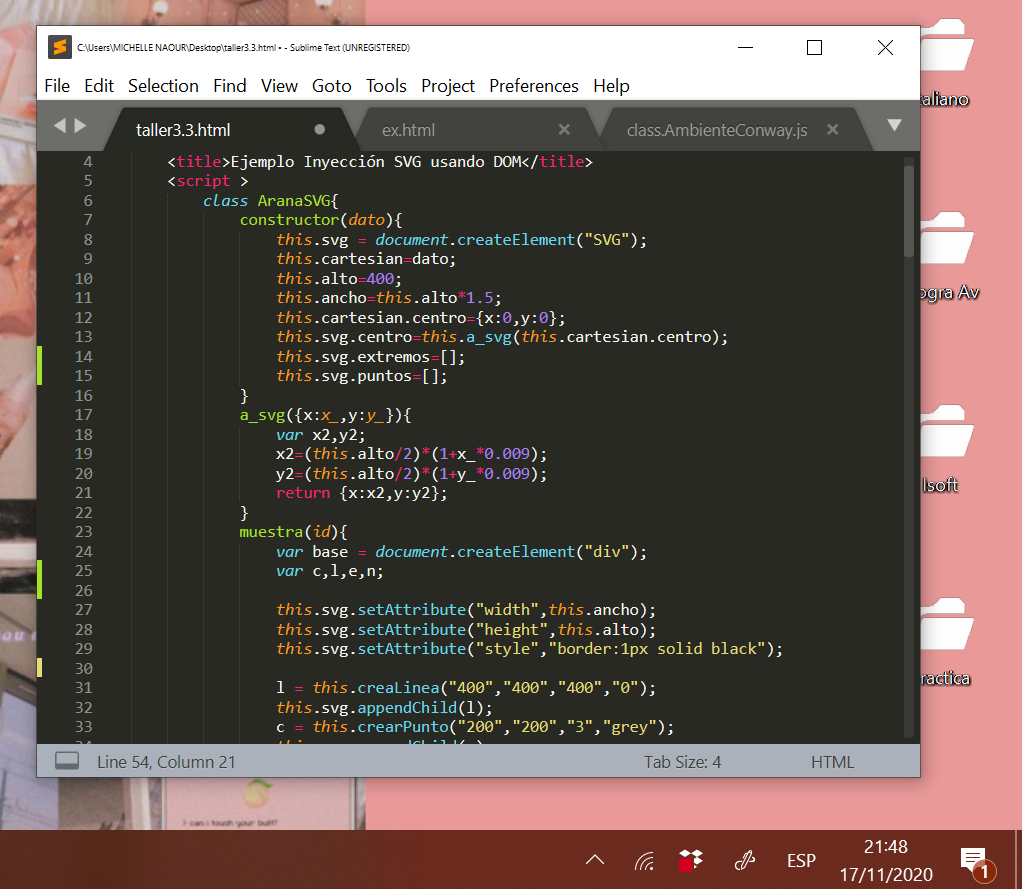 C:\Users\MICHELLE NAOUR\Desktop\taller3.3.html • - Sublime Text (UNREGISTERED)
File Edit Selection Find View Goto Tools Project Preferences Help
taller3.3.html ex.html class.AmbienteConway.js
4 <title>Ejemplo Inyección SVG usando DOM</title>
5 <script >
6 class AranaSVG{
7 constructor(dato){
8 this.svg = document.createElement("SVG");
9 this.cartesian=dato;
10 this.alto=400;
11 this.ancho=this.alto*1.5;
12 this.cartesian.centro={x:0,y:0};
13 this.svg.centro=this.a_svg(this.cartesian.centro);
14 this.svg.extremos=[];
15 this.svg.puntos=[];
16 }
17 a_svg({x:x_,y:y_}){
18 var x2,y2;
19 x2=(this.alto/2)*(1+x_*0.009);
20 y2=(this.alto/2)*(1+y_*0.009);
21 return {x:x2,y:y2};
22 }
23 muestra(id){
24 var base = document.createElement("div");
25 var c,l,e,n;
26
27 this.svg.setAttribute("width",this.ancho);
28 this.svg.setAttribute("height",this.alto);
29 this.svg.setAttribute("style","border:1px solid black");
30
31 l = this.creaLinea("400","400","400","0");
32 this.svg.appendChild(l);
33 c = this.crearPunto("200","200","3","grey");
Line 54, Column 21 Tab Size: 4 HTML
aliano
ogra Av
lsoft
ractica
> can i touch your butt?
ESP
21:48
17/11/2020
1